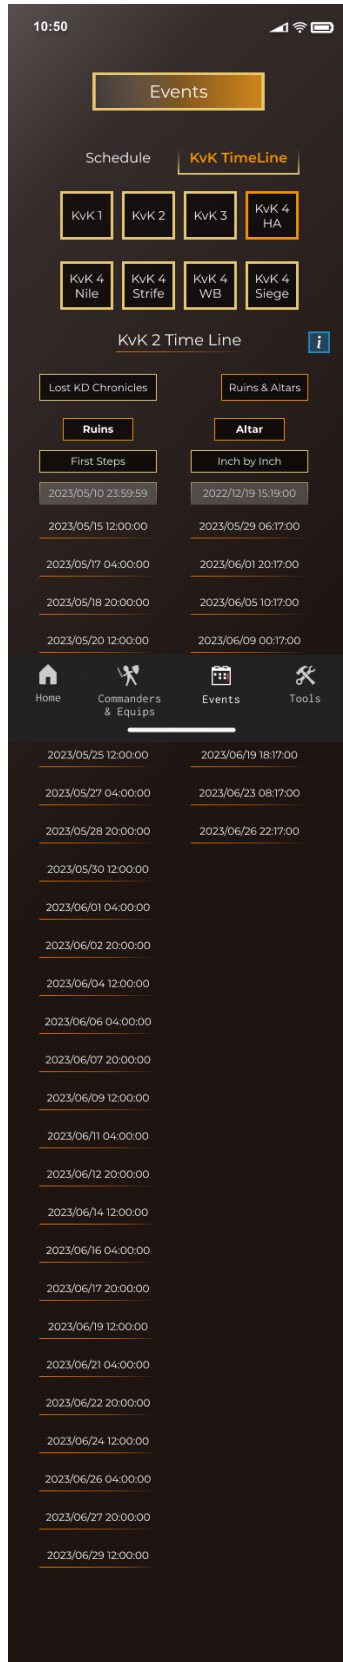 10:50
Events
Schedule
KvK TimeLine
KvK 1
KvK 2
KvK 3
KvK 4
HA
KvK 4
Nile
KvK 4
Strife
KvK 4
WB
KvK 4
Siege
KvK 2 Time Line
i
Lost KD Chronicles
Ruins & Altars
Ruins
Altar
First Steps
Inch by Inch
2023/05/10 23:59:59
2022/12/19 15:19:00
2023/05/15 12:00:00
2023/05/29 06:17:00
2023/05/17 04:00:00
2023/06/01 20:17:00
2023/05/18 20:00:00
2023/06/05 10:17:00
2023/05/20 12:00:00
2023/06/09 00:17:00
Home
Commanders
& Equips
Events
Tools
2023/05/25 12:00:00
2023/06/19 18:17:00
2023/05/27 04:00:00
2023/06/23 08:17:00
2023/05/28 20:00:00
2023/06/26 22:17:00
2023/05/30 12:00:00
2023/06/01 04:00:00
2023/06/02 20:00:00
2023/06/04 12:00:00
2023/06/06 04:00:00
2023/06/07 20:00:00
2023/06/09 12:00:00
2023/06/11 04:00:00
2023/06/12 20:00:00
2023/06/14 12:00:00
2023/06/16 04:00:00
2023/06/17 20:00:00
2023/06/19 12:00:00
2023/06/21 04:00:00
2023/06/22 20:00:00
2023/06/24 12:00:00
2023/06/26 04:00:00
2023/06/27 20:00:00
2023/06/29 12:00:00